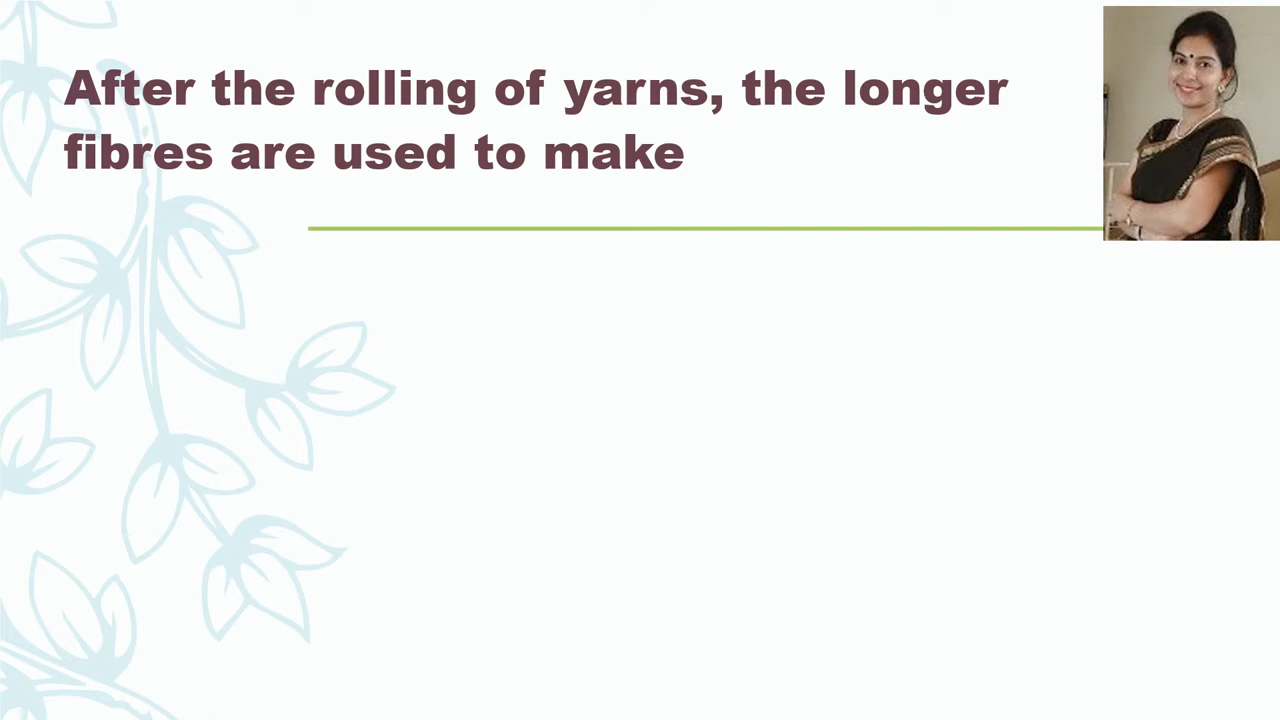 After the rolling of yarns, the longer
fibres are used to make